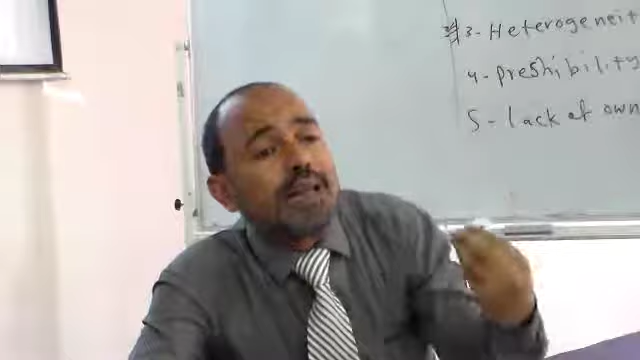 3- Heterogeneit
4- preshibility
5- lack of own